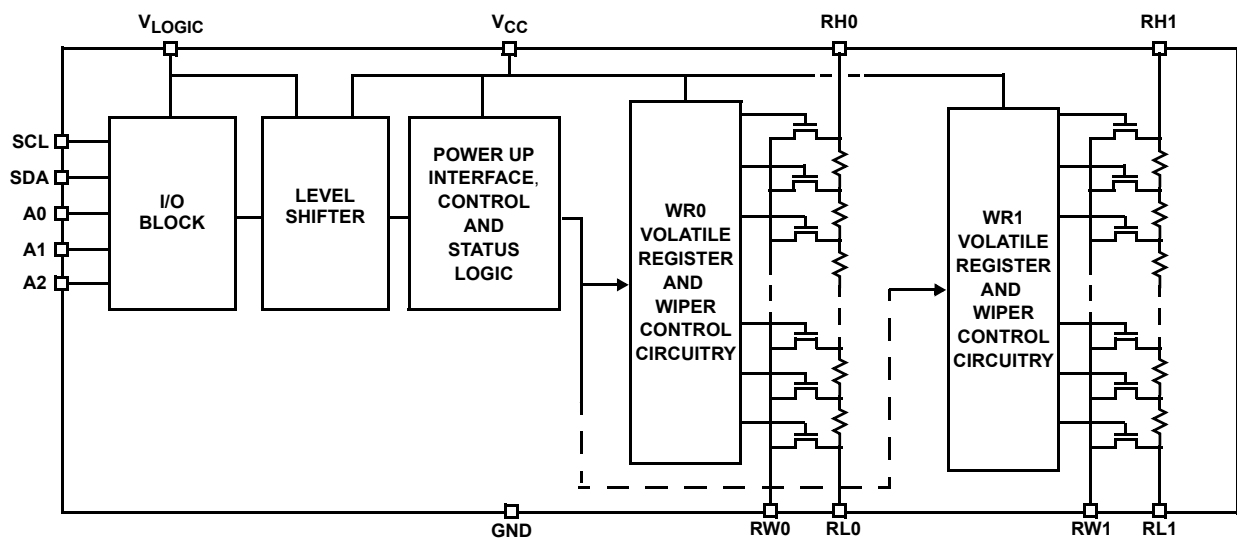 VLOGIC
VCC
RH0
RH1
SCL
SDA
A0
A1
A2
I/O
BLOCK
LEVEL
SHIFTER
POWER UP
INTERFACE,
CONTROL
AND
STATUS
LOGIC
WR0
VOLATILE
REGISTER
AND
WIPER
CONTROL
CIRCUITRY
WR1
VOLATILE
REGISTER
AND
WIPER
CONTROL
CIRCUITRY
GND
RW0
RL0
RW1
RL1